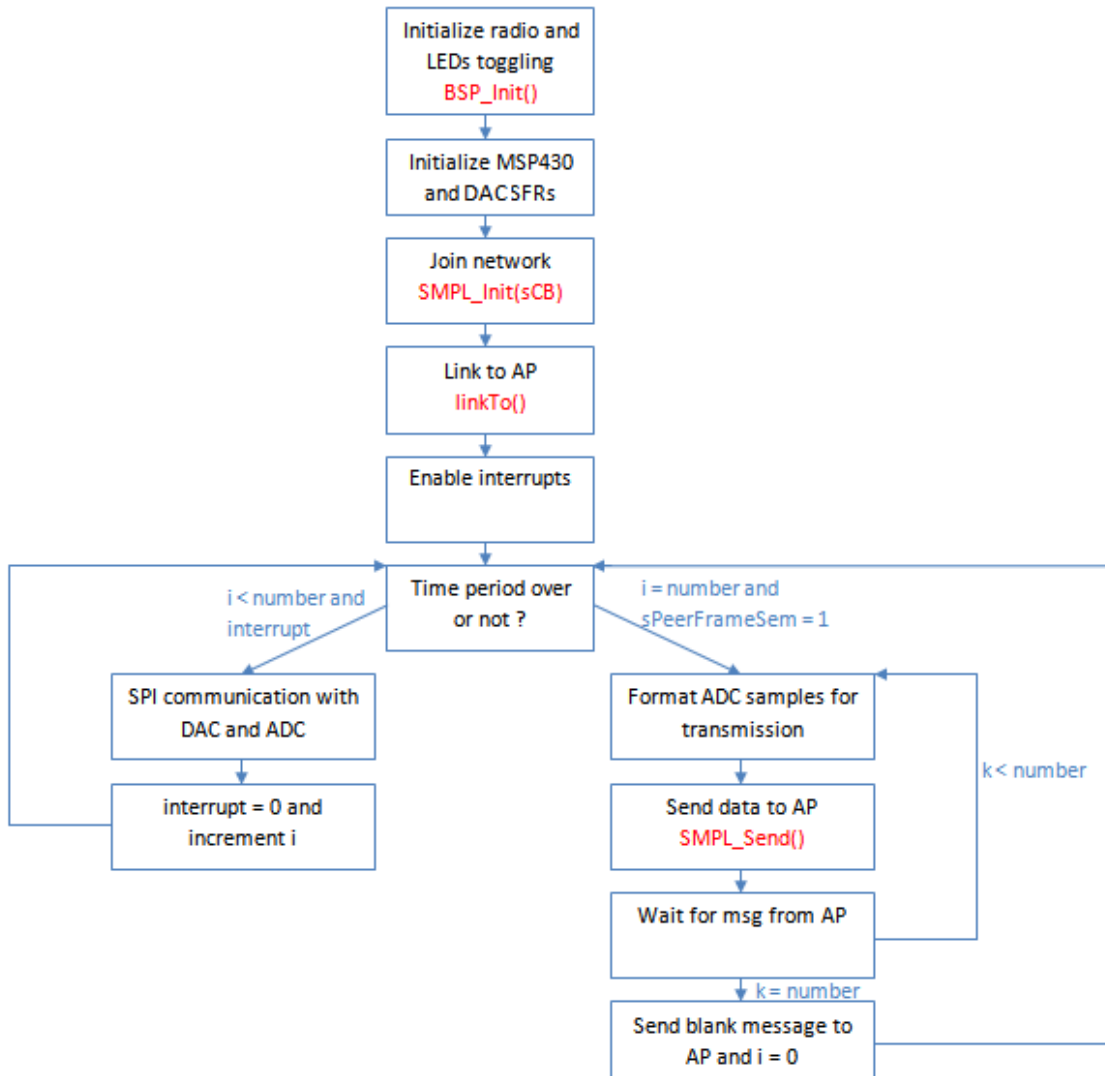 Initialize radio and
LEDs toggling
BSP_Init()
Initialize MSP430
and DAC SFRs
Join network
SMPL_Init(sCB)
Link to AP
linkTo()
Enable interrupts
Time period over
or not ?
i < number and
interrupt
i = number and
sPeerFrameSem = 1
SPI communication with
DAC and ADC
interrupt = 0 and
increment i
Format ADC samples for
transmission
k < number
Send data to AP
SMPL_Send()
Wait for msg from AP
k = number
Send blank message to
AP and i = 0